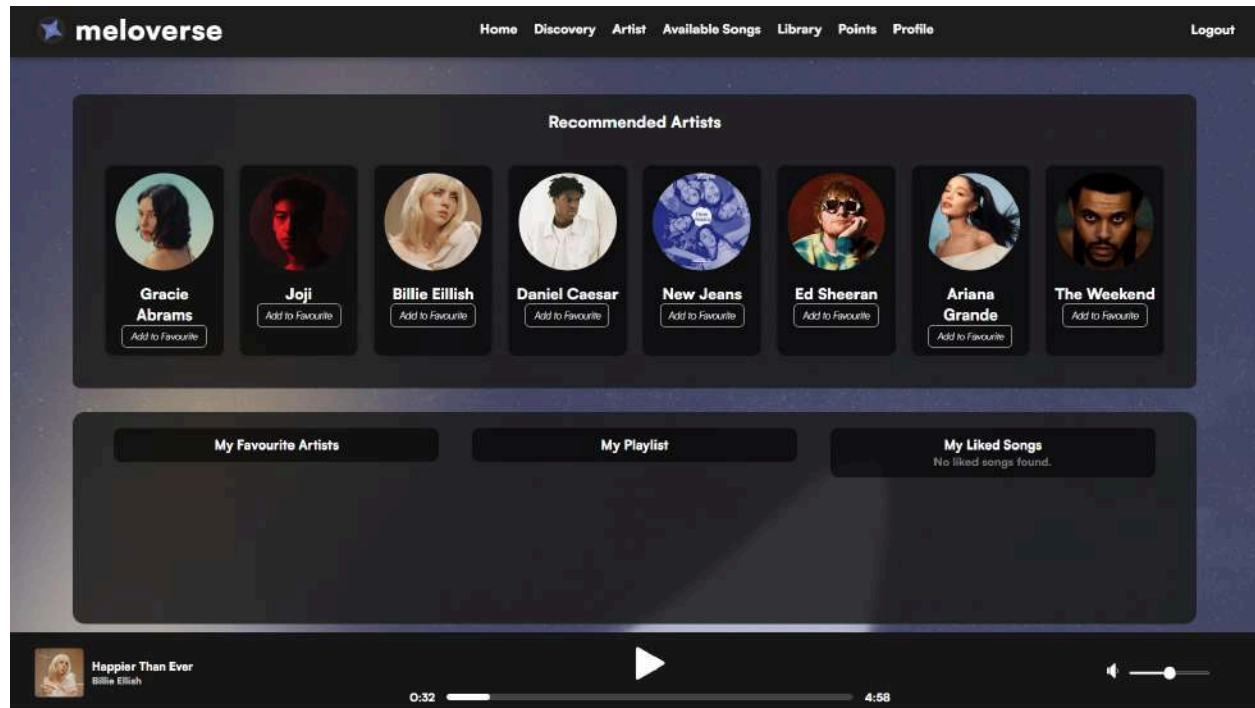 meloverse
Home Discovery Artist Available Songs Library Points Profile
Logout
Recommended Artists
Gracie
Abrams
Add to Favourite
Joji
Add to Favourite
Billie Eillish
Add to Favourite
Daniel Caesar
Add to Favourite
New Jeans
Add to Favourite
Ed Sheeran
Add to Favourite
Ariana
Grande
Add to Favourite
The Weekend
Add to Favourite
My Favourite Artists
My Playlist
My Liked Songs
No liked songs found.
Happier Than Ever
Billie Ellish
0:32
4:58